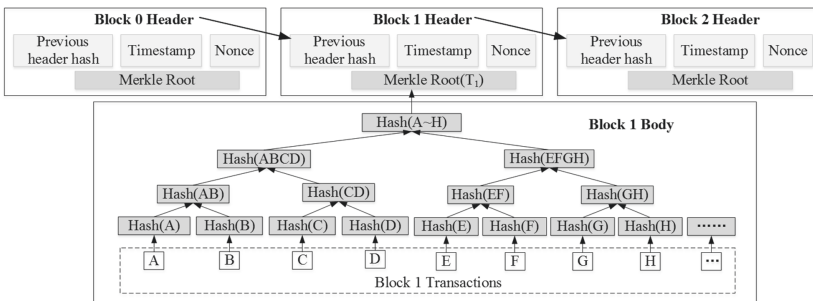 Block 0 Header
Block 1 Header
Block 2 Header
Previous
header hash
Timestamp
Nonce
Merkle Root
Previous
header hash
Timestamp
Nonce
Merkle Root(T₁)
Previous
header hash
Timestamp
Nonce
Merkle Root
Hash(A~H)
Block 1 Body
Hash(ABCD)
Hash(EFGH)
Hash(AB)
Hash(CD)
Hash(EF)
Hash(GH)
Hash(A)
Hash(B)
Hash(C)
Hash(D)
Hash(E)
Hash(F)
Hash(G)
Hash(H)
······
A
B
C
D
E
F
G
H
···
Block 1 Transactions